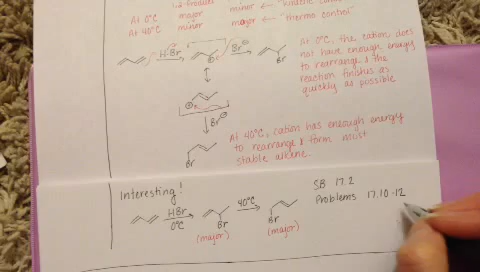 1,2-product
At 0°C major minor ← "kinetic control"
At 40°C minor major ← "thermo control"
H-Br
Br⊖
At 0°C, the cation, does
not have enough energy
to rearrange & the
reaction finishes as
quickly as possible
⊕
Br⊖
At 40°C, cation has enough energy
to rearrange & form most
stable alkene.
Br
Interesting!
SB 17.2
Problems 17.10-12
HBr
0°C
40°C
Br
Br
(major)
(major)